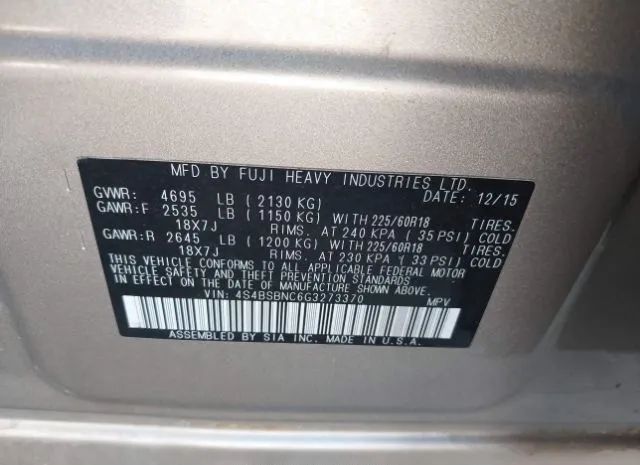 MFD BY FUJI HEAVY INDUSTRIES LTD.
GVWR: 4695 LB ( 2130 KG) DATE: 12/15
GAWR:F 2535 LB ( 1150 KG) WITH 225/60R18 TIRES.
18X7J RIMS. AT 240 KPA ( 35 PSI) COLD
GAWR:R 2645 LB ( 1200 KG) WITH 225/60R18 TIRES.
18X7J RIMS. AT 230 KPA ( 33 PSI) COLD
THIS VEHICLE CONFORMS TO ALL APPLICABLE FEDERAL MOTOR
VEHICLE SAFETY AND THEFT PREVENTION STANDARDS
IN EFFECT ON THE DATE OF MANUFACTURE SHOWN ABOVE.
VIN: 4S4BSBNC6G3273370 MPV
ASSEMBLED BY SIA INC. MADE IN U.S.A.